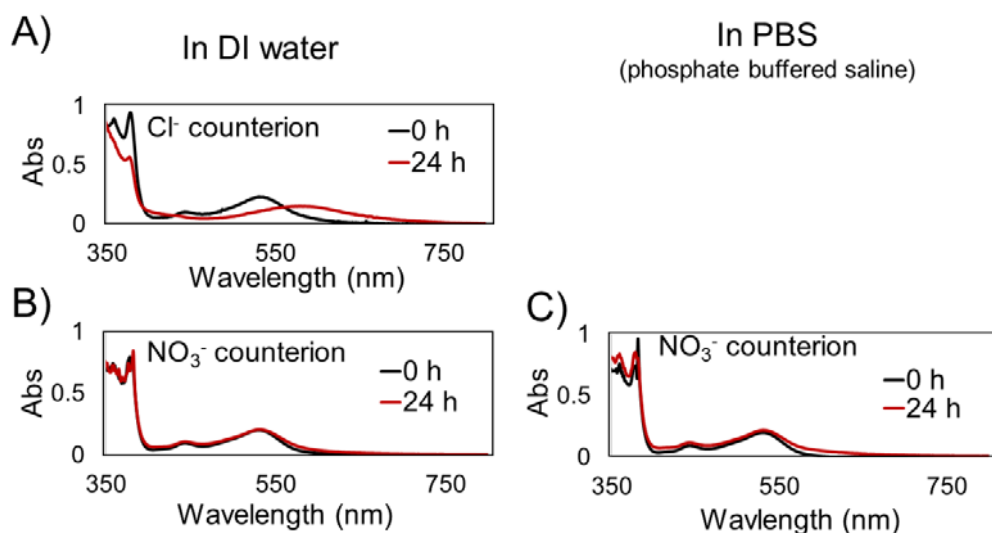 A)
In DI water
In PBS
(phosphate buffered saline)
Abs
1
0.5
0
Cl⁻ counterion
0 h
24 h
350
550
750
Wavelength (nm)
B)
Abs
1
0.5
0
NO₃⁻ counterion
0 h
24 h
350
550
750
Wavelength (nm)
C)
Abs
1
0.5
0
NO₃⁻ counterion
0 h
24 h
350
550
750
Wavlength (nm)